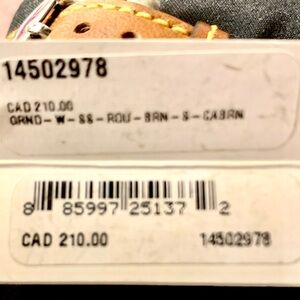 14502978
CAD 210.00
GRND-W-SS-ROU-BRN-S-CABRN
8 85997 25137 2
CAD 210.00 14502978